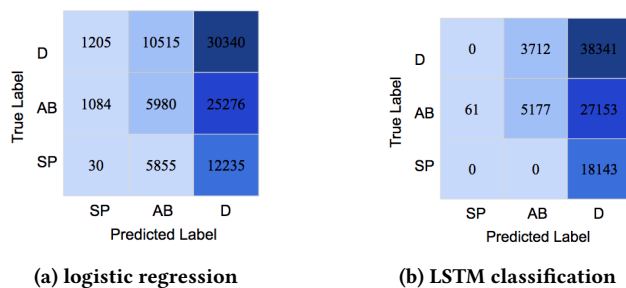 True Label
D 1205 10515 30340
AB 1084 5980 25276
SP 30 5855 12235
SP AB D
Predicted Label
(a) logistic regression
True Label
D 0 3712 38341
AB 61 5177 27153
SP 0 0 18143
SP AB D
Predicted Label
(b) LSTM classification